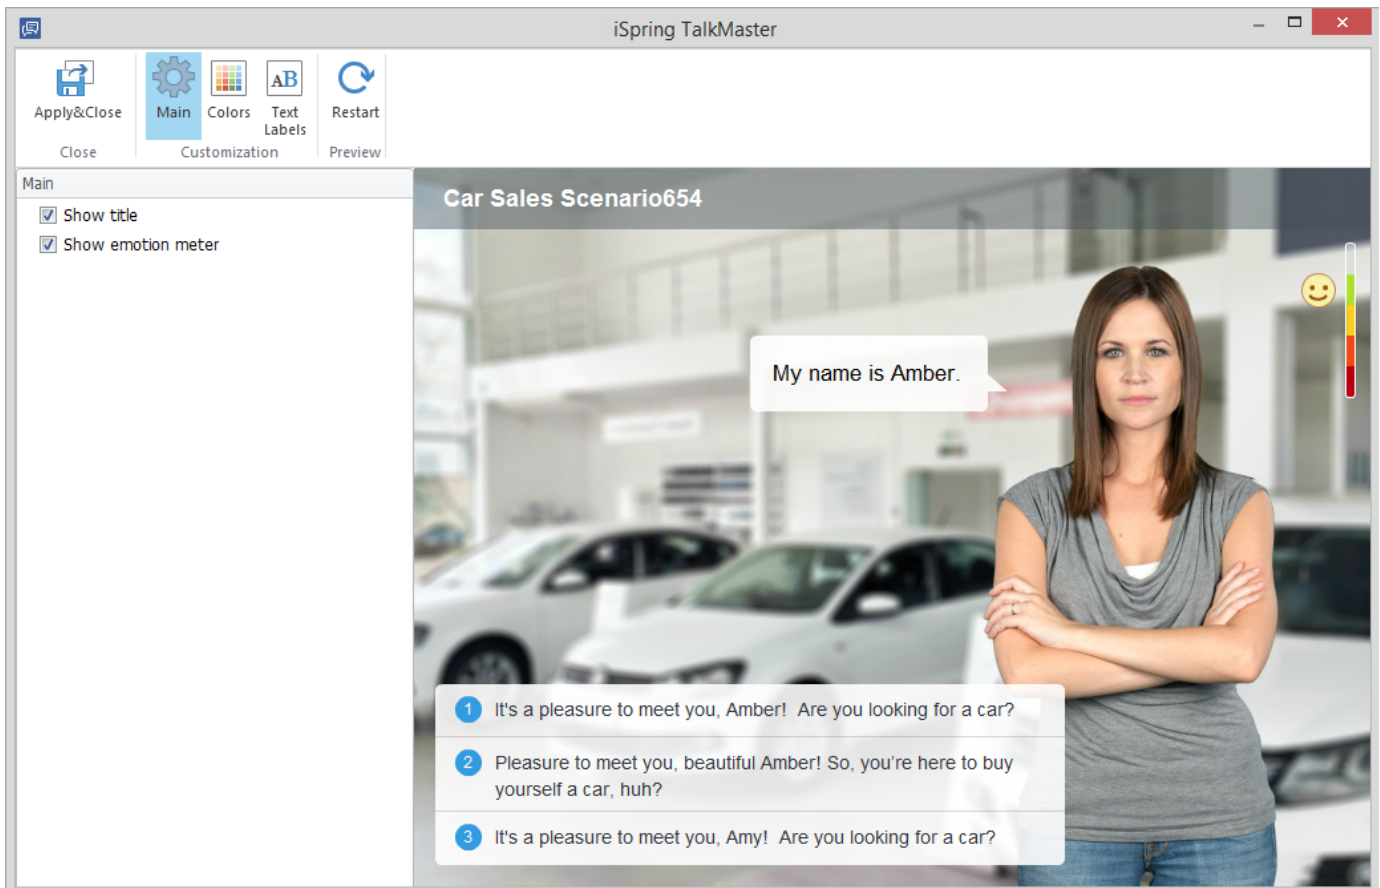 iSpring TalkMaster
Apply&Close
Main
Colors
AB
Text
Labels
Restart
Close
Customization
Preview
Main
Show title
Show emotion meter
Car Sales Scenario654
My name is Amber.
1 It's a pleasure to meet you, Amber!  Are you looking for a car?
2 Pleasure to meet you, beautiful Amber! So, you're here to buy
yourself a car, huh?
3 It's a pleasure to meet you, Amy!  Are you looking for a car?